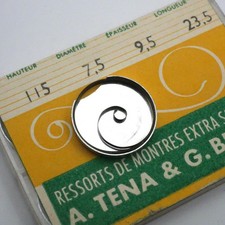 HAUTEUR DIAMÈTRE ÉPAISSEUR LONGUEUR
115 7,5 9,5 23,5
RESSORTS DE MONTRES EXTRA
A. TENA & G.